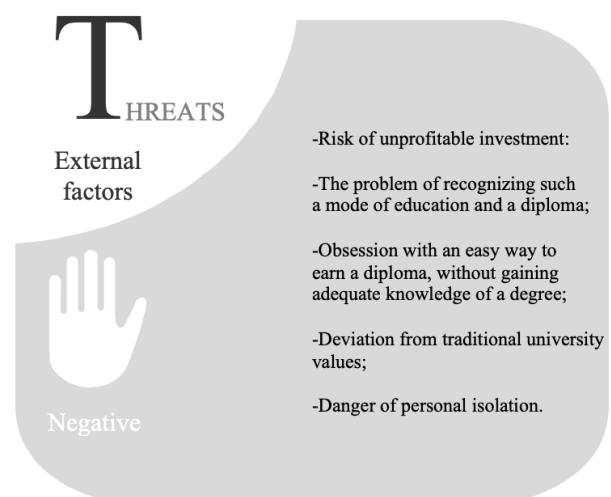 THREATS
External
factors
-Risk of unprofitable investment:
-The problem of recognizing such
a mode of education and a diploma;
-Obsession with an easy way to
earn a diploma, without gaining
adequate knowledge of a degree;
-Deviation from traditional university
values;
-Danger of personal isolation.
Negative